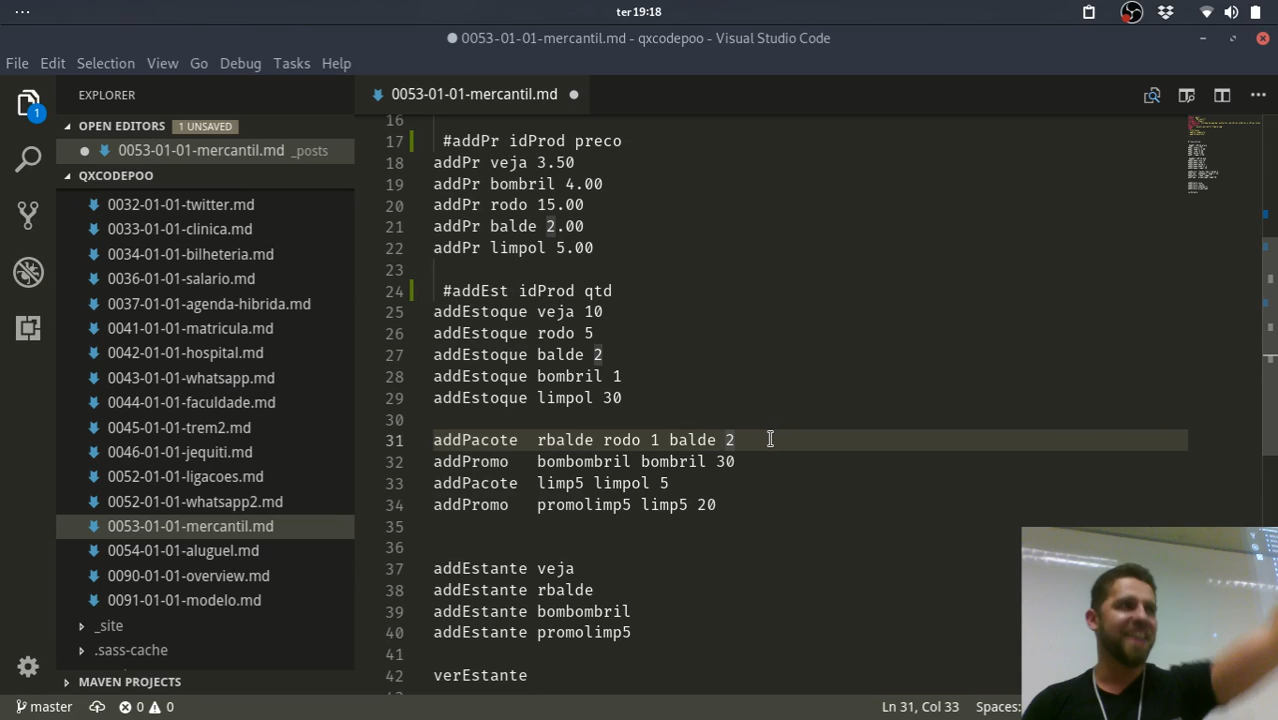 ter 19:18
0053-01-01-mercantil.md - qxcodepoo - Visual Studio Code
File Edit Selection View Go Debug Tasks Help
EXPLORER
0053-01-01-mercantil.md
OPEN EDITORS 1 UNSAVED
0053-01-01-mercantil.md _posts
QXCODEPOO
0032-01-01-twitter.md
0033-01-01-clinica.md
0034-01-01-bilheteria.md
0036-01-01-salario.md
0037-01-01-agenda-hibrida.md
0041-01-01-matricula.md
0042-01-01-hospital.md
0043-01-01-whatsapp.md
0044-01-01-faculdade.md
0045-01-01-trem2.md
0046-01-01-jequiti.md
0052-01-01-ligacoes.md
0052-01-01-whatsapp2.md
0053-01-01-mercantil.md
0054-01-01-aluguel.md
0090-01-01-overview.md
0091-01-01-modelo.md
_site
.sass-cache
MAVEN PROJECTS
1
16
17 #addPr idProd preco
18 addPr veja 3.50
19 addPr bombril 4.00
20 addPr rodo 15.00
21 addPr balde 2.00
22 addPr limpol 5.00
23
24 #addEst idProd qtd
25 addEstoque veja 10
26 addEstoque rodo 5
27 addEstoque balde 2
28 addEstoque bombril 1
29 addEstoque limpol 30
30
31 addPacote rbalde rodo 1 balde 2
32 addPromo bombombril bombril 30
33 addPacote limp5 limpol 5
34 addPromo promolimp5 limp5 20
35
36
37 addEstante veja
38 addEstante rbalde
39 addEstante bombombril
40 addEstante promolimp5
41
42 verEstante
master 0 0
Ln 31, Col 33 Spaces: